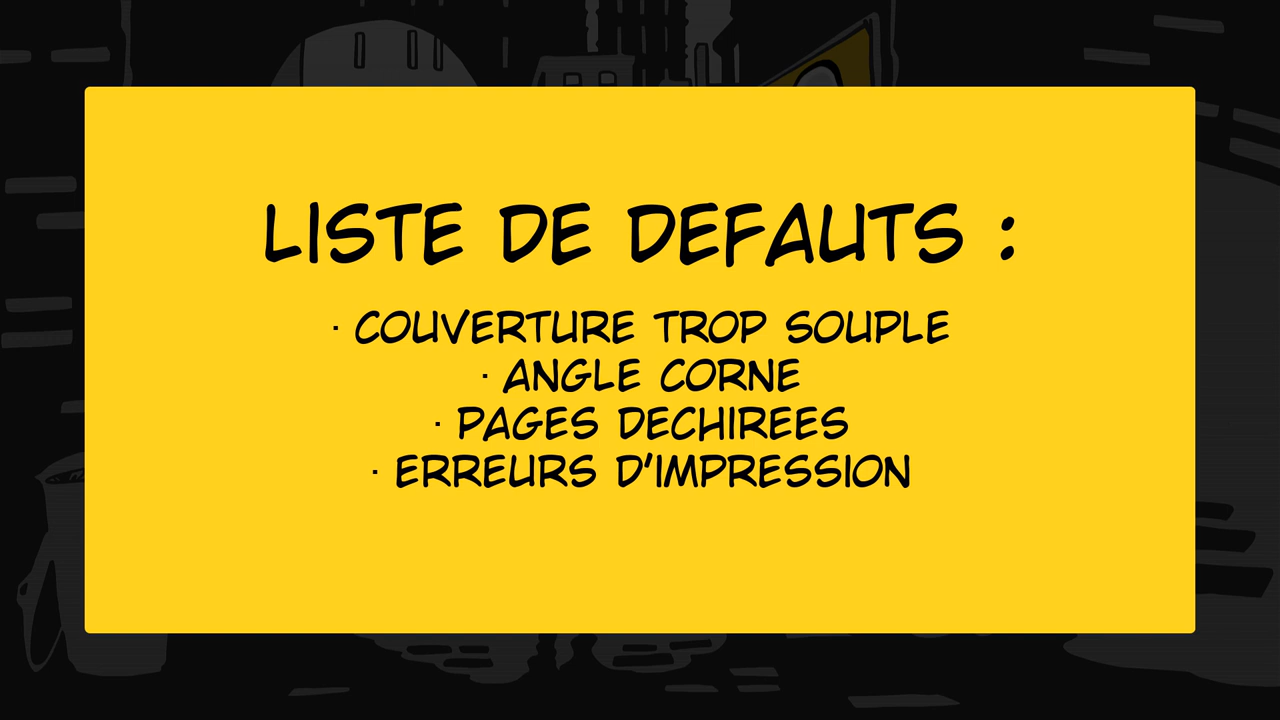 LISTE DE DEFAUTS :
· COUVERTURE TROP SOUPLE
· ANGLE CORNE
· PAGES DECHIREES
· ERREURS D'IMPRESSION